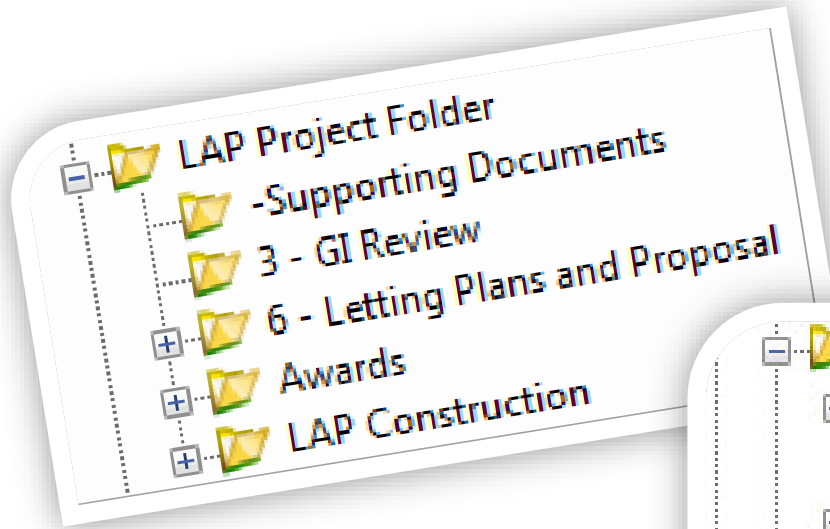 LAP Project Folder
-Supporting Documents
3 - GI Review
6 - Letting Plans and Proposal
Awards
LAP Construction